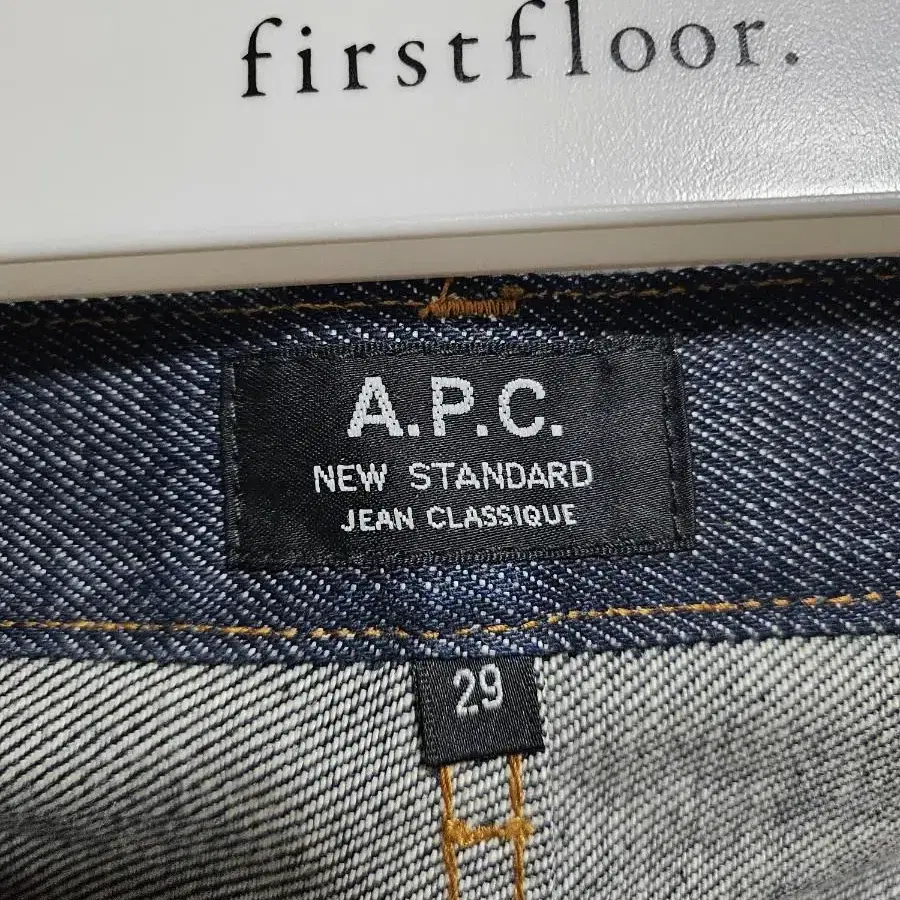 firstfloor.
A.P.C.
NEW STANDARD
JEAN CLASSIQUE
29